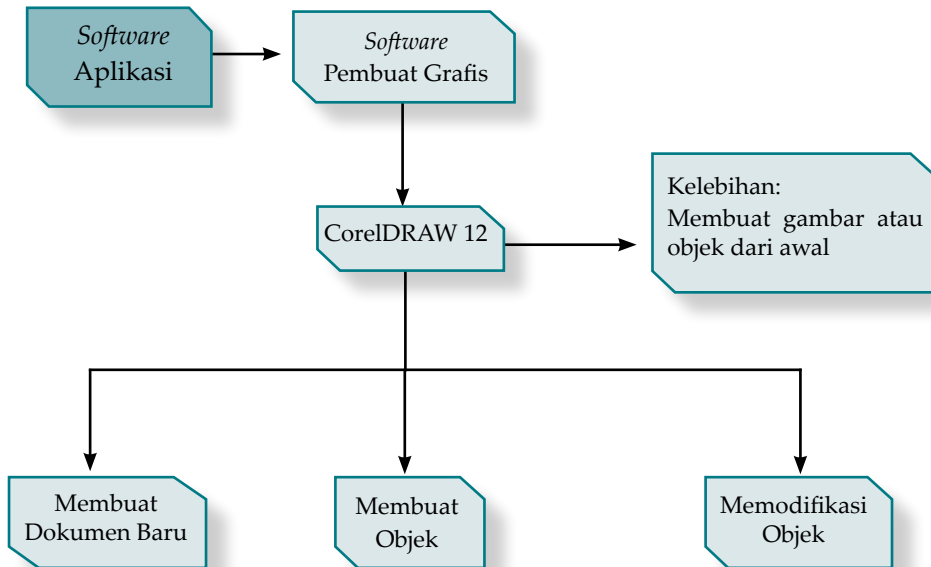 Software
Aplikasi
Software
Pembuat Grafis
CorelDRAW 12
Kelebihan:
Membuat gambar atau
objek dari awal
Membuat
Dokumen Baru
Membuat
Objek
Memodifikasi
Objek